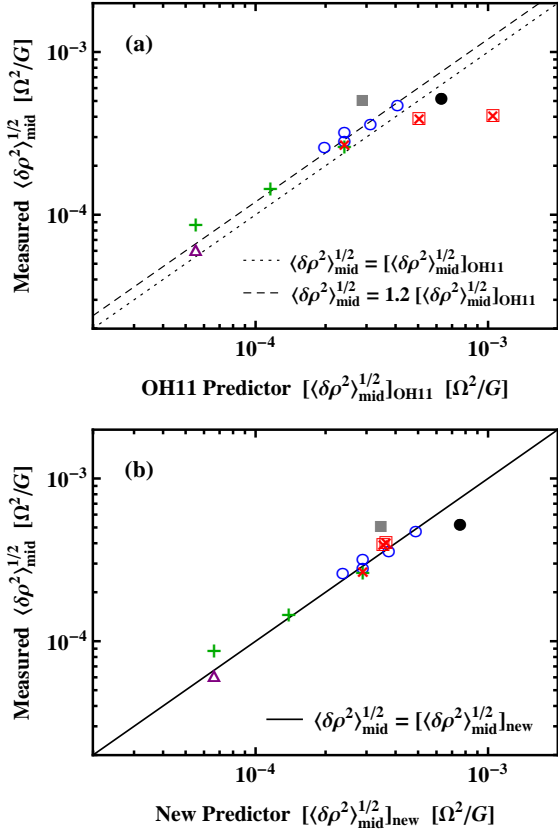 (a)
10⁻³
10⁻⁴
Measured ⟨δρ²⟩^{1/2}_{mid} [Ω²/G]
⟨δρ²⟩^{1/2}_{mid} = [⟨δρ²⟩^{1/2}_{mid}]_{OH11}
⟨δρ²⟩^{1/2}_{mid} = 1.2 [⟨δρ²⟩^{1/2}_{mid}]_{OH11}
10⁻⁴ 10⁻³
OH11 Predictor [⟨δρ²⟩^{1/2}_{mid}]_{OH11} [Ω²/G]
(b)
10⁻³
10⁻⁴
Measured ⟨δρ²⟩^{1/2}_{mid} [Ω²/G]
⟨δρ²⟩^{1/2}_{mid} = [⟨δρ²⟩^{1/2}_{mid}]_{new}
10⁻⁴ 10⁻³
New Predictor [⟨δρ²⟩^{1/2}_{mid}]_{new} [Ω²/G]